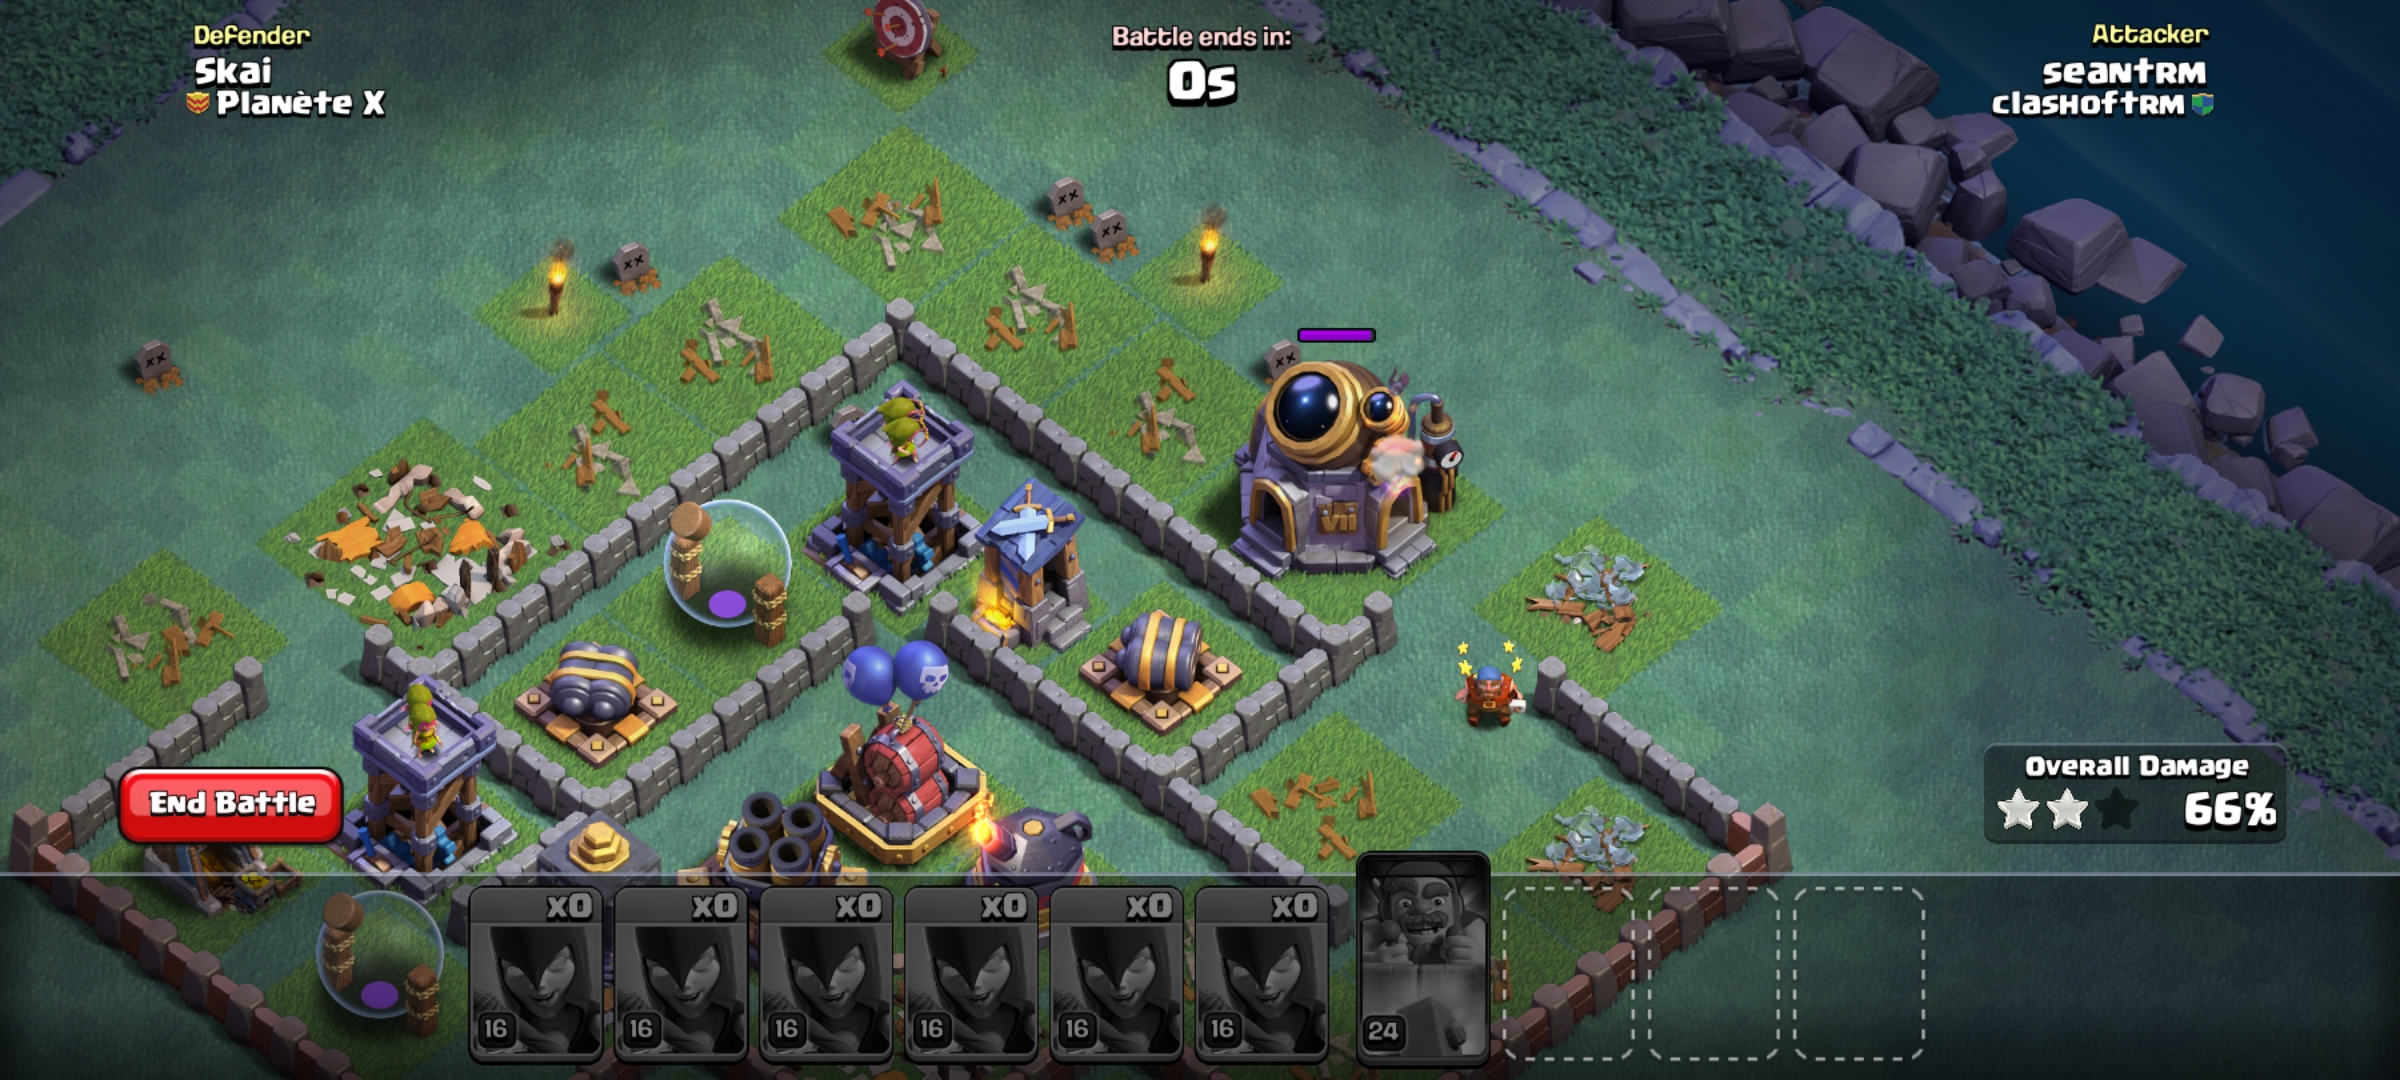 Defender
Skai
Planète X
Battle ends in:
0s
Attacker
seantRM
clashoftRM
VII
End Battle
Overall Damage
66%
x0
x0
x0
x0
x0
x0
16
16
16
16
16
16
24